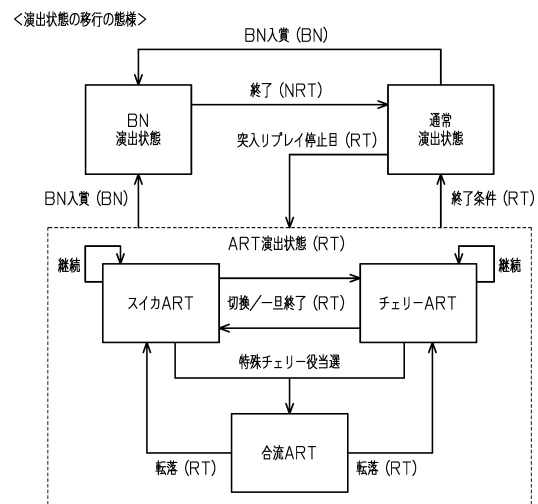 ＜演出状態の移行の態様＞
BN入賞（BN）
終了（NRT）
BN
演出状態
通常
演出状態
突入リプレイ停止目（RT）
BN入賞（BN）
終了条件（RT）
ART演出状態（RT）
継続
継続
スイカART
切換／一旦終了（RT）
チェリーART
特殊チェリー役当選
合流ART
転落（RT）
転落（RT）